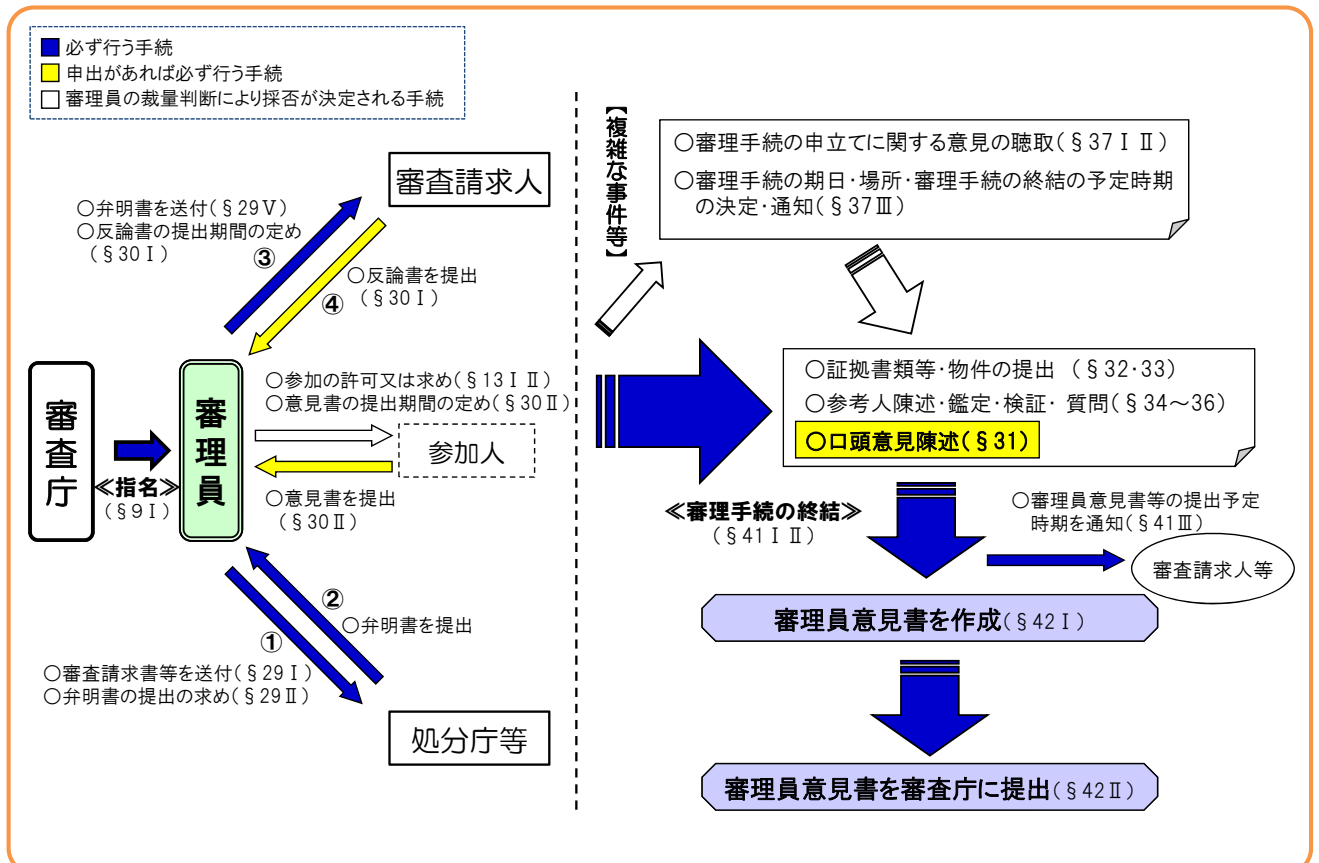 必ず行う手続
申出があれば必ず行う手続
審理員の裁量判断により採否が決定される手続
審査請求人
○弁明書を送付(§29Ⅴ)
○反論書の提出期間の定め
(§30Ⅰ)
③
④
○反論書を提出
(§30Ⅰ)
審査庁
≪指名≫
(§9Ⅰ)
審理員
○参加の許可又は求め(§13ⅠⅡ)
○意見書の提出期間の定め(§30Ⅱ)
参加人
○意見書を提出
(§30Ⅱ)
②
○弁明書を提出
①
○審査請求書等を送付(§29Ⅰ)
○弁明書の提出の求め(§29Ⅱ)
処分庁等
【複雑な事件等】
○審理手続の申立てに関する意見の聴取(§37ⅠⅡ)
○審理手続の期日・場所・審理手続の終結の予定時期
の決定・通知(§37Ⅲ)
○証拠書類等・物件の提出 (§32・33)
○参考人陳述・鑑定・検証・ 質問(§34~36)
○口頭意見陳述(§31)
≪審理手続の終結≫
(§41ⅠⅡ)
○審理員意見書等の提出予定
時期を通知(§41Ⅲ)
審査請求人等
審理員意見書を作成(§42Ⅰ)
審理員意見書を審査庁に提出(§42Ⅱ)